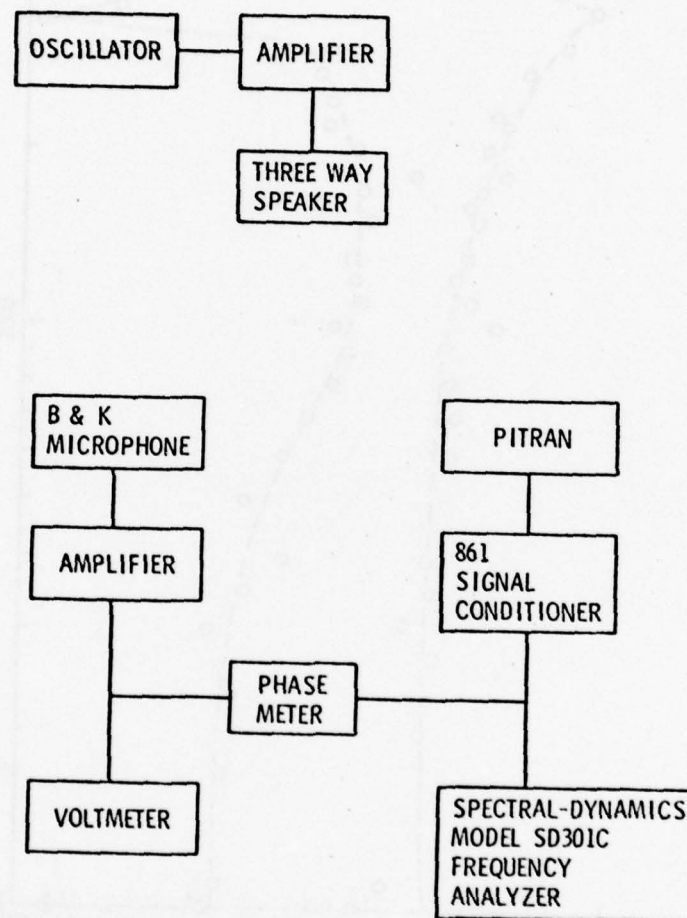 OSCILLATOR
AMPLIFIER
THREE WAY
SPEAKER
B & K
MICROPHONE
PITRAN
AMPLIFIER
861
SIGNAL
CONDITIONER
PHASE
METER
VOLTMETER
SPECTRAL-DYNAMICS
MODEL SD301C
FREQUENCY
ANALYZER